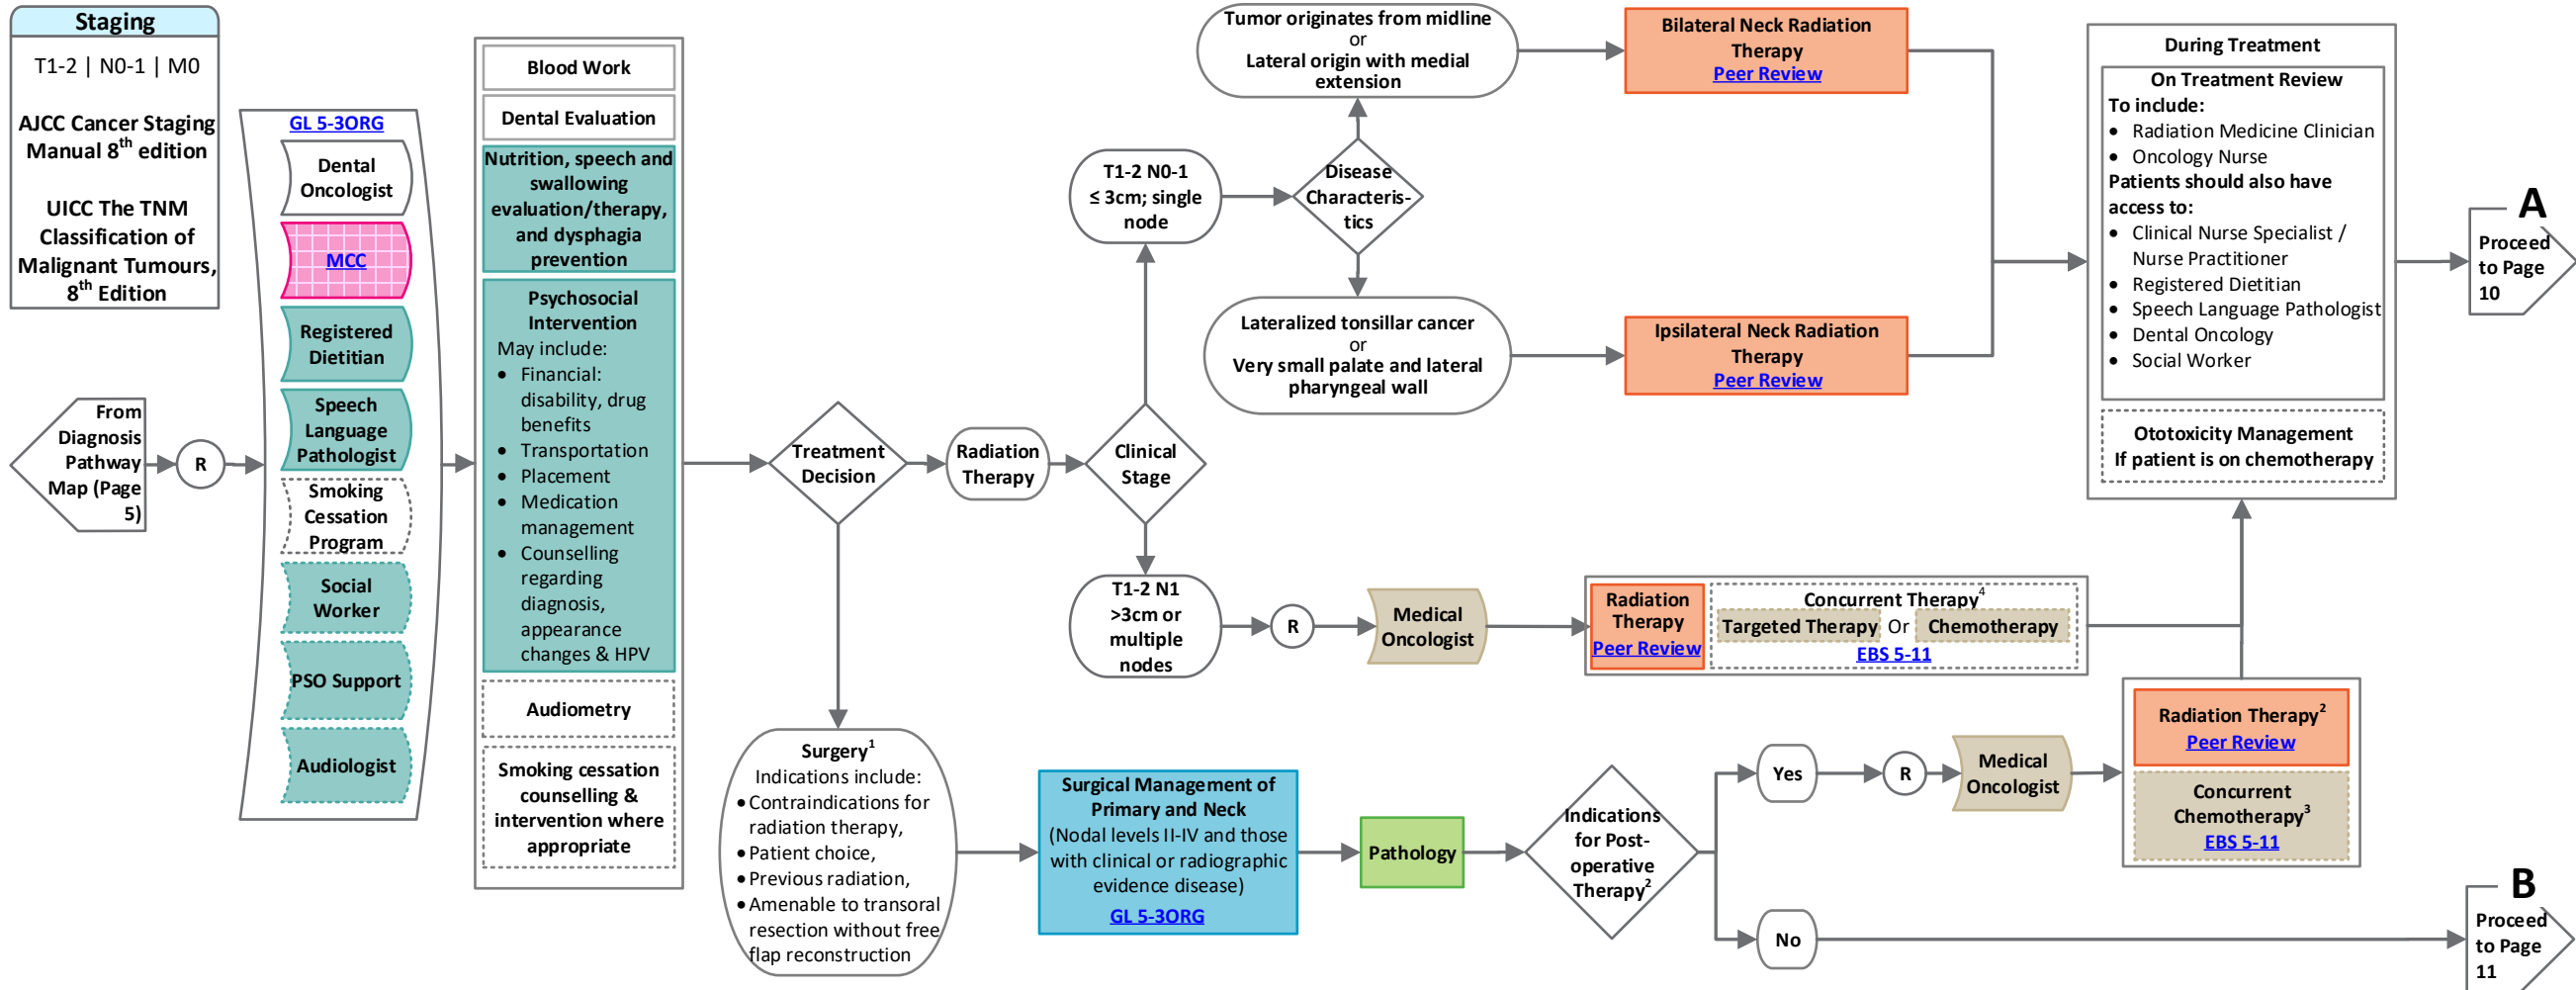 Staging
T1-2 | N0-1 | M0
AJCC Cancer Staging
Manual 8th edition
UICC The TNM
Classification of
Malignant Tumours,
8th Edition
From
Diagnosis
Pathway
Map (Page
5)
R
GL 5-3ORG
Dental
Oncologist
MCC
Registered
Dietitian
Speech
Language
Pathologist
Smoking
Cessation
Program
Social
Worker
PSO Support
Audiologist
Blood Work
Dental Evaluation
Nutrition, speech and
swallowing
evaluation/therapy,
and dysphagia
prevention
Psychosocial
Intervention
May include:
• Financial:
disability, drug
benefits
• Transportation
• Placement
• Medication
management
• Counselling
regarding
diagnosis,
appearance
changes & HPV
Audiometry
Smoking cessation
counselling &
intervention where
appropriate
Treatment
Decision
Radiation
Therapy
Clinical
Stage
T1-2 N0-1
≤ 3cm; single
node
Disease
Characteris-
tics
Tumor originates from midline
or
Lateral origin with medial
extension
Bilateral Neck Radiation
Therapy
Peer Review
Lateralized tonsillar cancer
or
Very small palate and lateral
pharyngeal wall
Ipsilateral Neck Radiation
Therapy
Peer Review
T1-2 N1
>3cm or
multiple
nodes
R
Medical
Oncologist
Radiation
Therapy
Peer Review
Concurrent Therapy4
Targeted Therapy Or Chemotherapy
EBS 5-11
During Treatment
On Treatment Review
To include:
• Radiation Medicine Clinician
• Oncology Nurse
Patients should also have
access to:
• Clinical Nurse Specialist /
Nurse Practitioner
• Registered Dietitian
• Speech Language Pathologist
• Dental Oncology
• Social Worker
Ototoxicity Management
If patient is on chemotherapy
A
Proceed
to Page
10
Surgery1
Indications include:
• Contraindications for
radiation therapy,
• Patient choice,
• Previous radiation,
• Amenable to transoral
resection without free
flap reconstruction
Surgical Management of
Primary and Neck
(Nodal levels II-IV and those
with clinical or radiographic
evidence disease)
GL 5-3ORG
Pathology
Indications
for Post-
operative
Therapy2
Yes
R
Medical
Oncologist
Radiation Therapy2
Peer Review
Concurrent
Chemotherapy3
EBS 5-11
No
B
Proceed
to Page
11